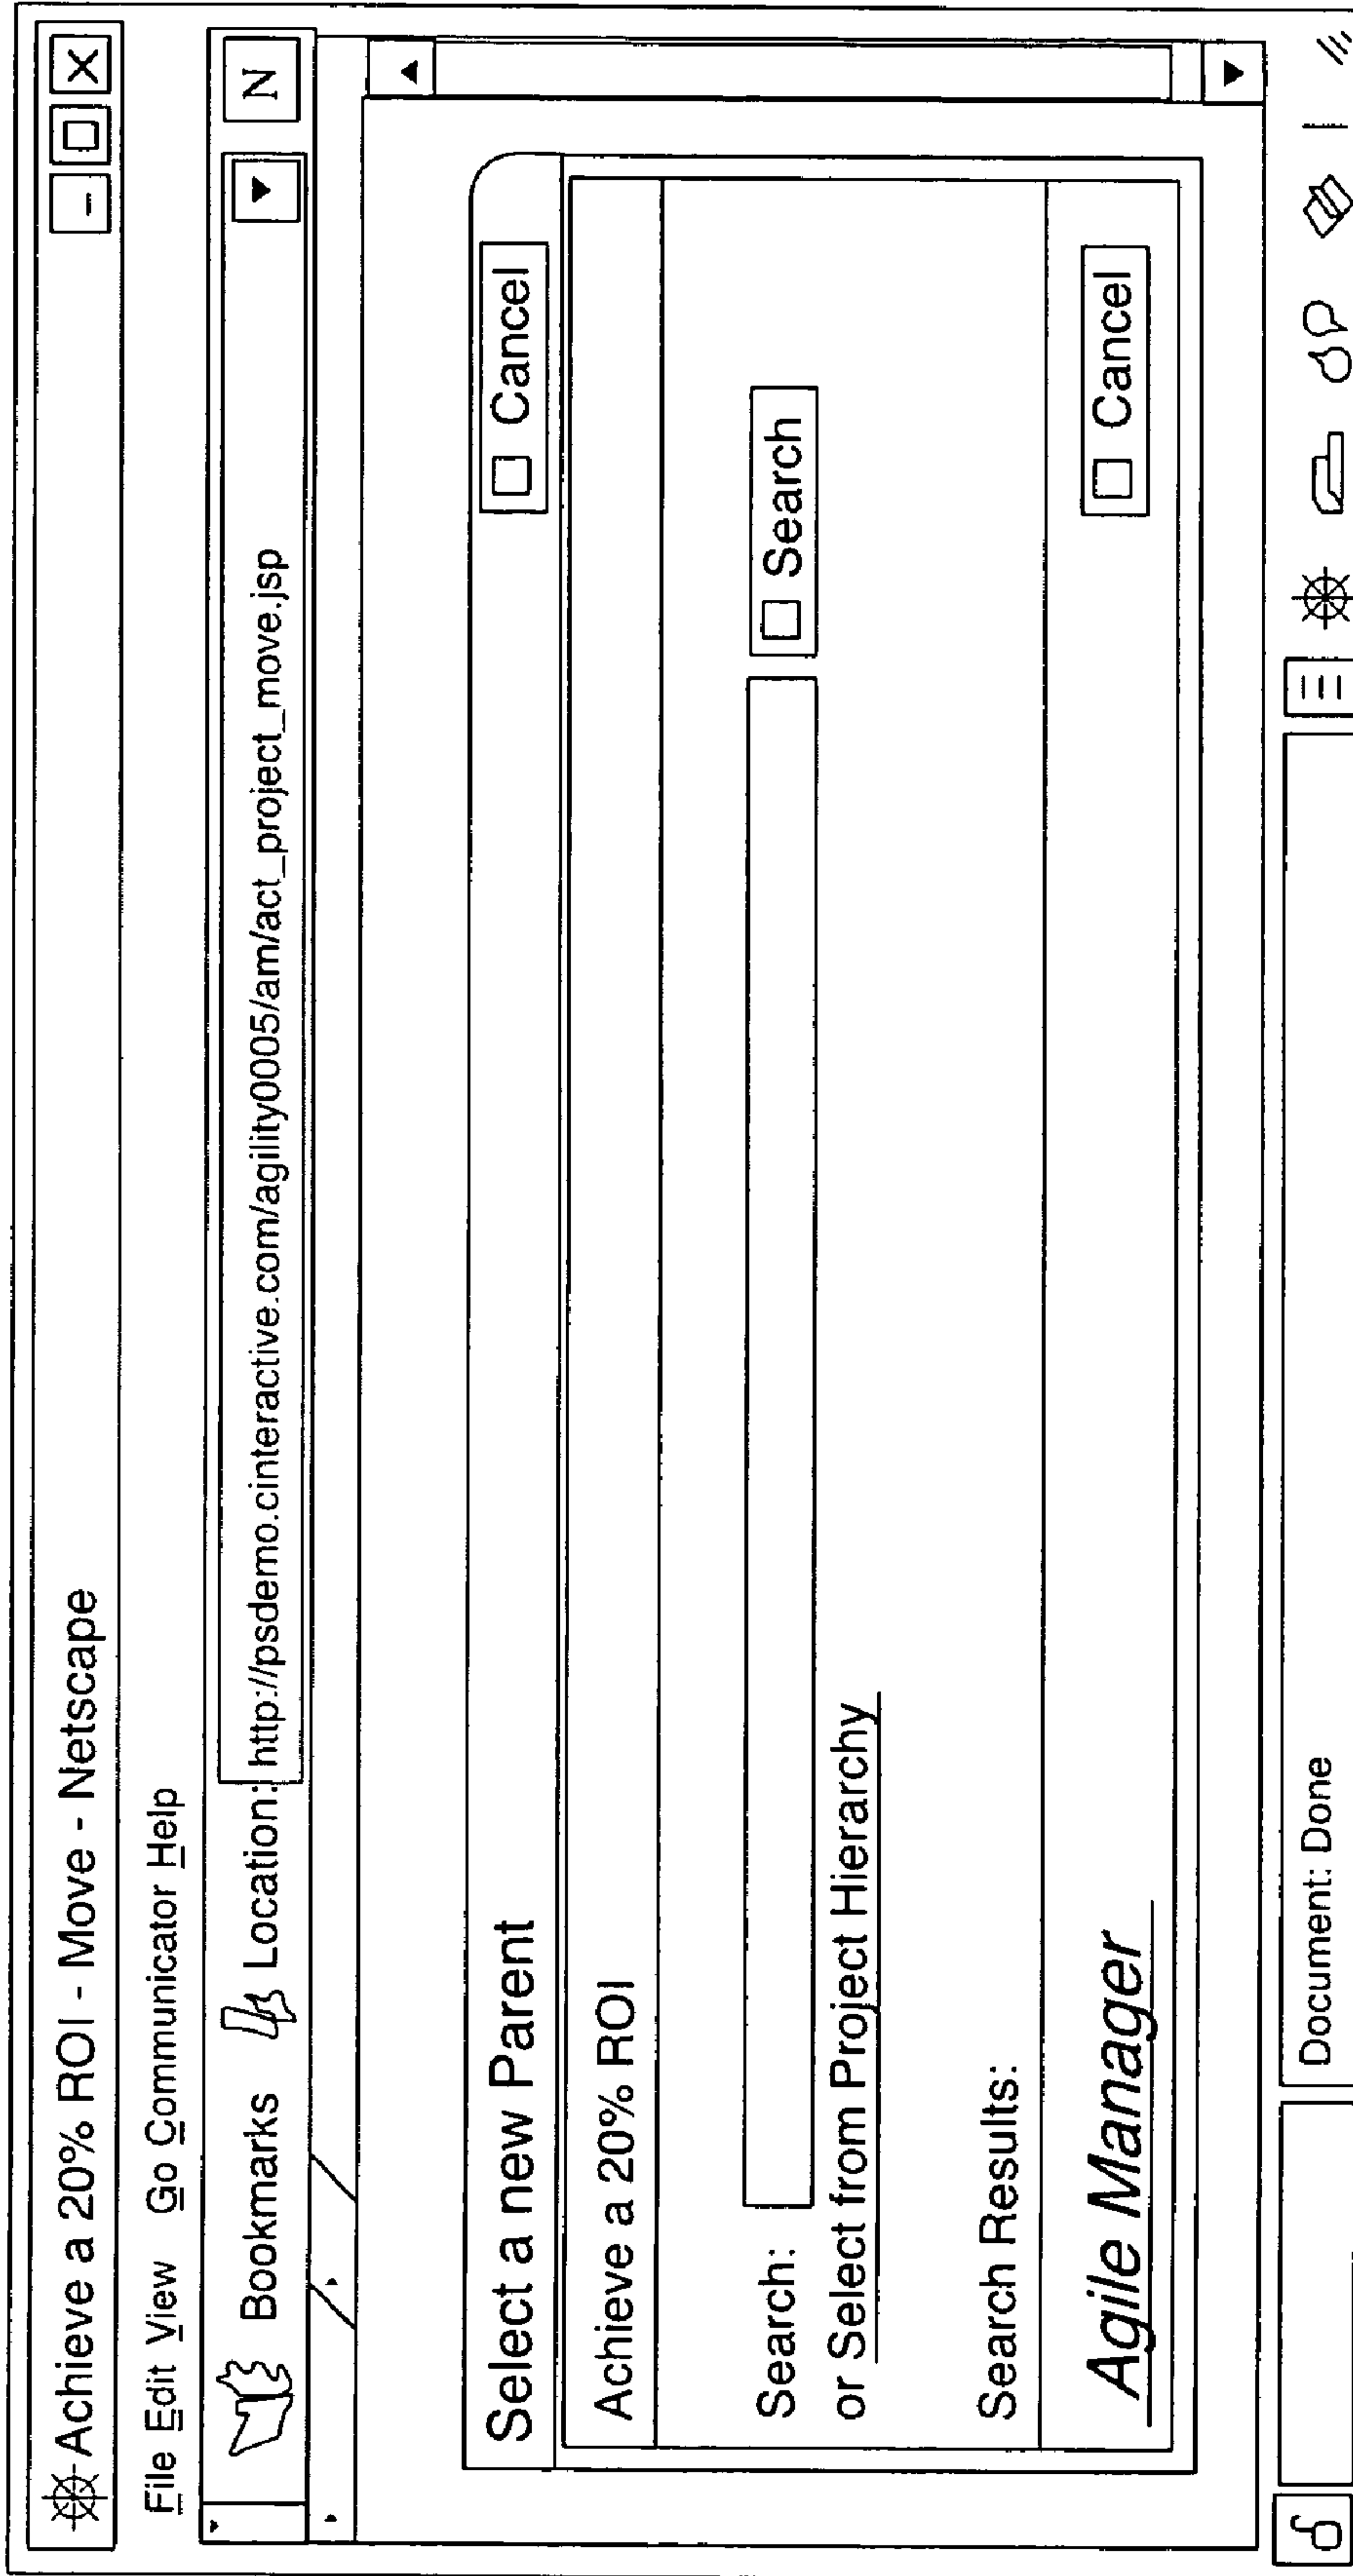 Achieve a 20% ROI - Move - Netscape
File Edit View Go Communicator Help
Bookmarks Location: http://psdemo.cinteractive.com/agility0005/am/act_project_move.jsp N
Select a new Parent Cancel
Achieve a 20% ROI
Search: Search
or Select from Project Hierarchy
Search Results:
Agile Manager Cancel
Document: Done